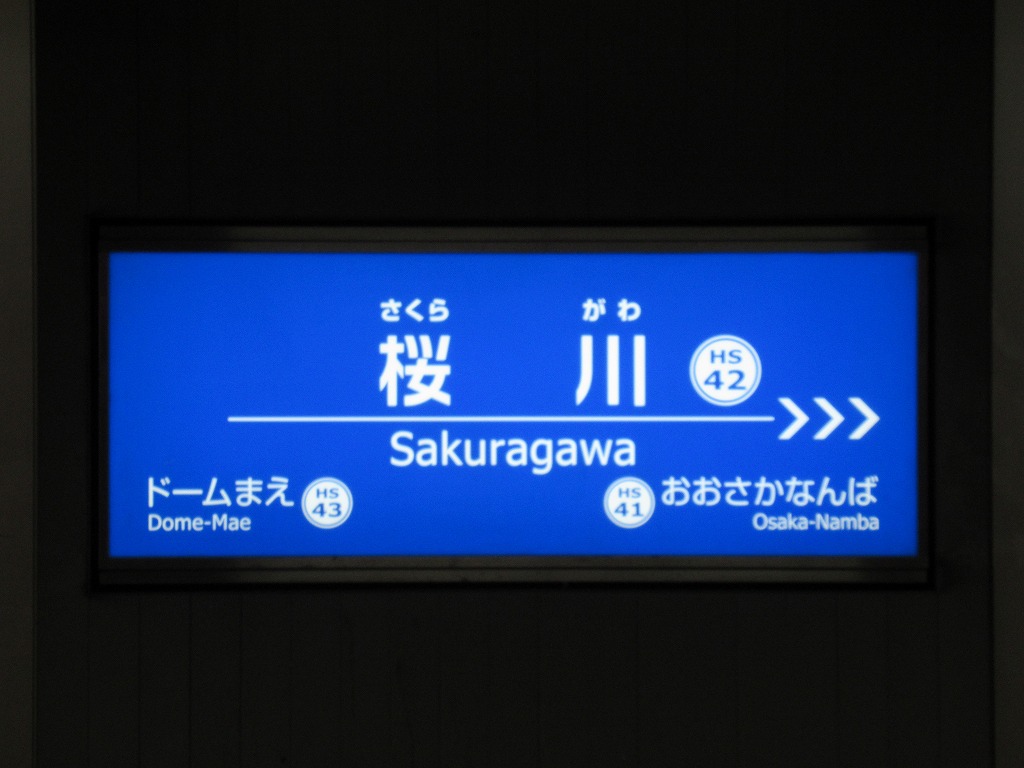 さくら がわ
桜 川 HS 42
Sakuragawa
ドームまえ HS 43 HS 41 おおさかなんば
Dome-Mae Osaka-Namba